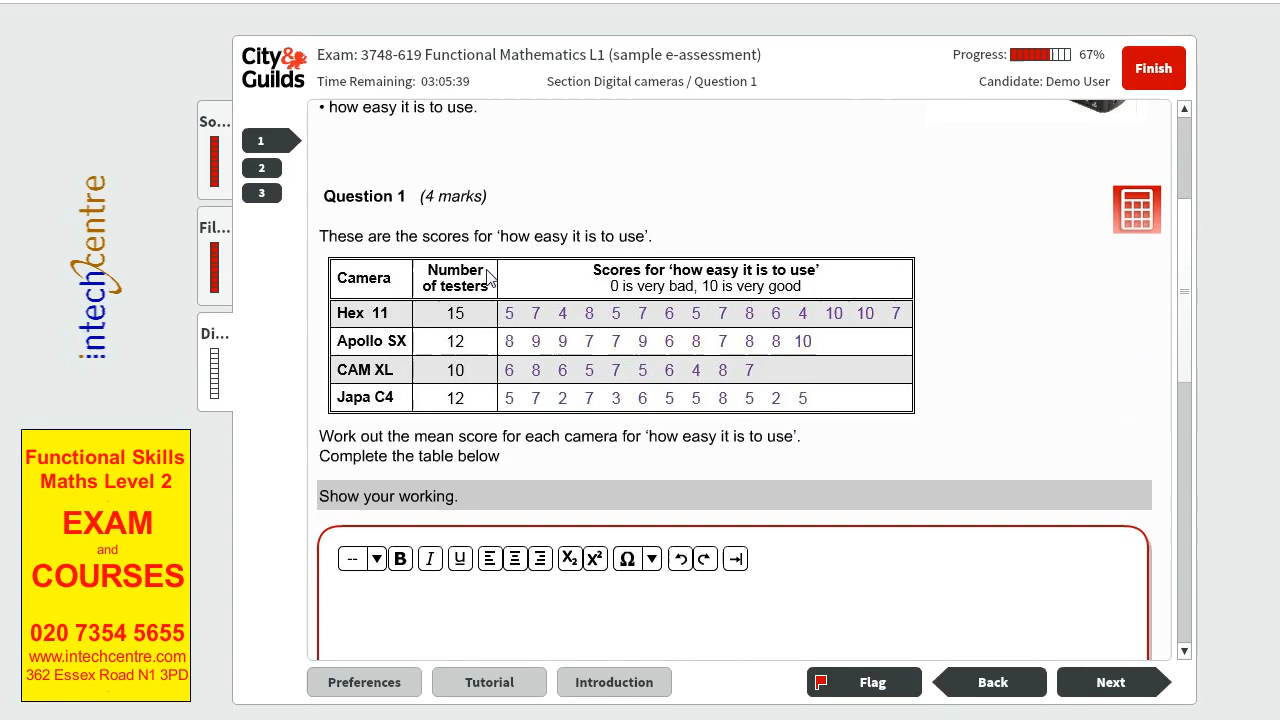 City&
Guilds
Exam: 3748-619 Functional Mathematics L1 (sample e-assessment)
Progress: 67%
Finish
Time Remaining: 03:05:39
Section Digital cameras / Question 1
Candidate: Demo User
So...
Fil...
Di...
1
2
3
intechcentre
• how easy it is to use.
Question 1 (4 marks)
These are the scores for ‘how easy it is to use’.
Camera
Number
of testers
Scores for ‘how easy it is to use’
0 is very bad, 10 is very good
Hex 11 15 5 7 4 8 5 7 6 5 7 8 6 4 10 10 7
Apollo SX 12 8 9 9 7 7 9 6 8 7 8 8 10
CAM XL 10 6 8 6 5 7 5 6 4 8 7
Japa C4 12 5 7 2 7 3 6 5 5 8 5 2 5
Work out the mean score for each camera for ‘how easy it is to use’.
Complete the table below
Show your working.
-- B I U X₂ X² Ω
Functional Skills
Maths Level 2
EXAM
and
COURSES
020 7354 5655
www.intechcentre.com
362 Essex Road N1 3PD
Preferences
Tutorial
Introduction
Flag
Back
Next